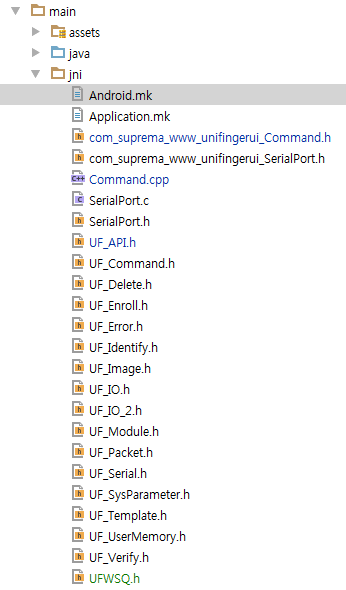 main
assets
java
jni
Android.mk
Application.mk
com_suprema_www_unifingerui_Command.h
com_suprema_www_unifingerui_SerialPort.h
Command.cpp
SerialPort.c
SerialPort.h
UF_API.h
UF_Command.h
UF_Delete.h
UF_Enroll.h
UF_Error.h
UF_Identify.h
UF_Image.h
UF_IO.h
UF_IO_2.h
UF_Module.h
UF_Packet.h
UF_Serial.h
UF_SysParameter.h
UF_Template.h
UF_UserMemory.h
UF_Verify.h
UFWSQ.h